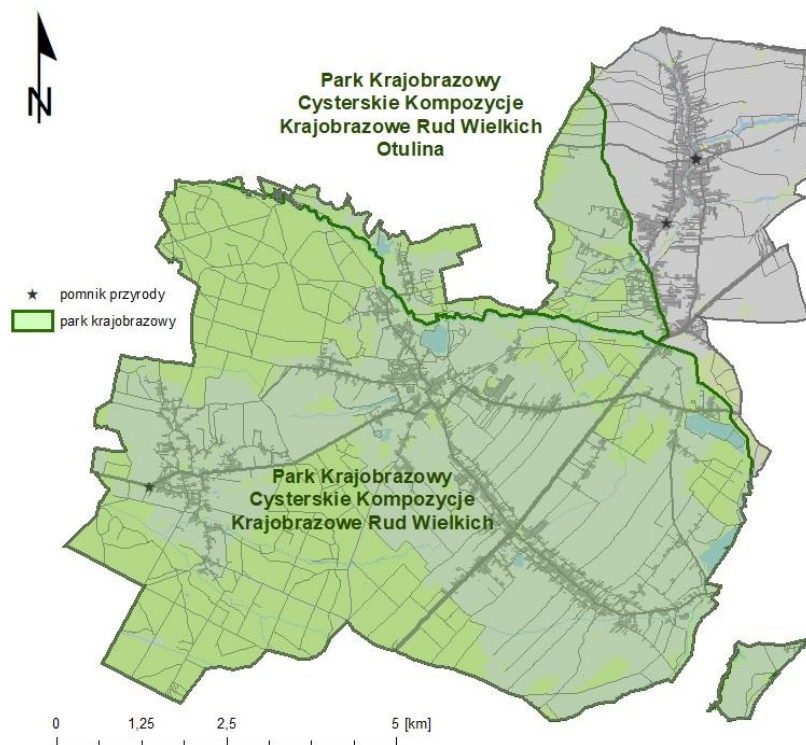 N
Park Krajobrazowy
Cysterskie Kompozycje
Krajobrazowe Rud Wielkich
Otulina
pomnik przyrody
park krajobrazowy
Park Krajobrazowy
Cysterskie Kompozycje
Krajobrazowe Rud Wielkich
0 1,25 2,5 5 [km]